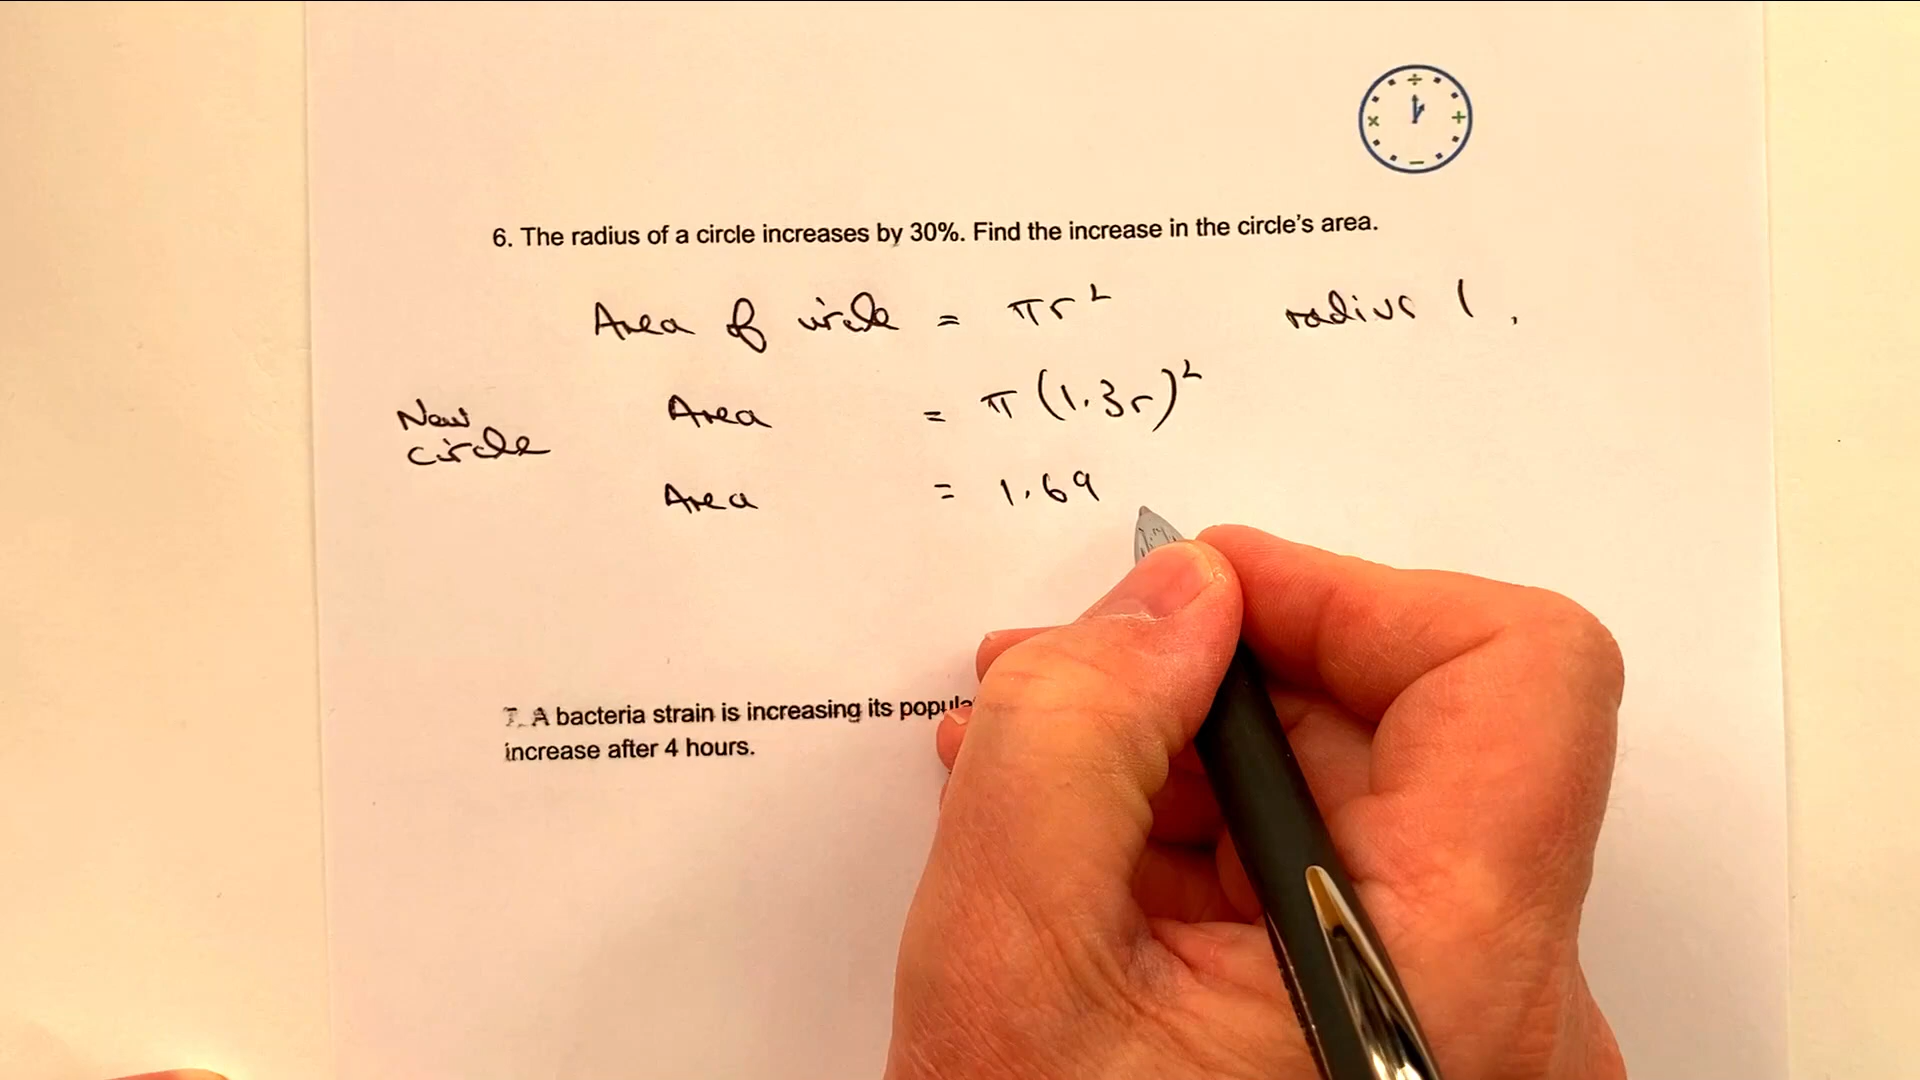 6. The radius of a circle increases by 30%. Find the increase in the circle's area.
Area of circle = πr² radius 1,
New circle Area = π(1.3r)²
Area = 1.69
7. A bacteria strain is increasing its
increase after 4 hours.